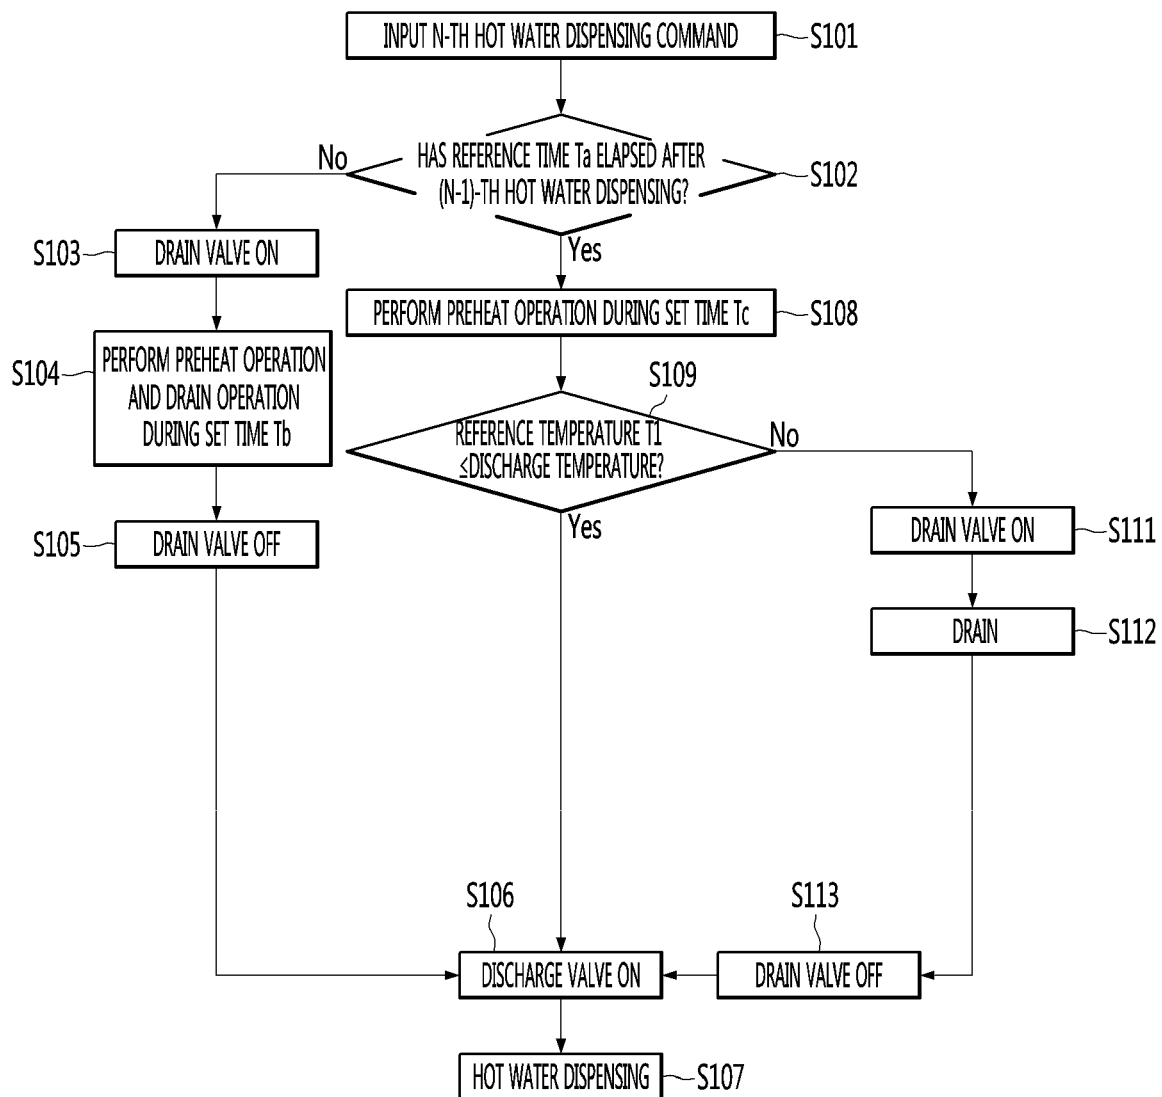 INPUT N-TH HOT WATER DISPENSING COMMAND
S101
HAS REFERENCE TIME Ta ELAPSED AFTER
(N-1)-TH HOT WATER DISPENSING?
S102
No
Yes
S103
DRAIN VALVE ON
PERFORM PREHEAT OPERATION DURING SET TIME Tc
S108
S104
PERFORM PREHEAT OPERATION
AND DRAIN OPERATION
DURING SET TIME Tb
S109
REFERENCE TEMPERATURE T1
≤DISCHARGE TEMPERATURE?
No
Yes
S105
DRAIN VALVE OFF
DRAIN VALVE ON
S111
DRAIN
S112
S106
DISCHARGE VALVE ON
S113
DRAIN VALVE OFF
HOT WATER DISPENSING
S107